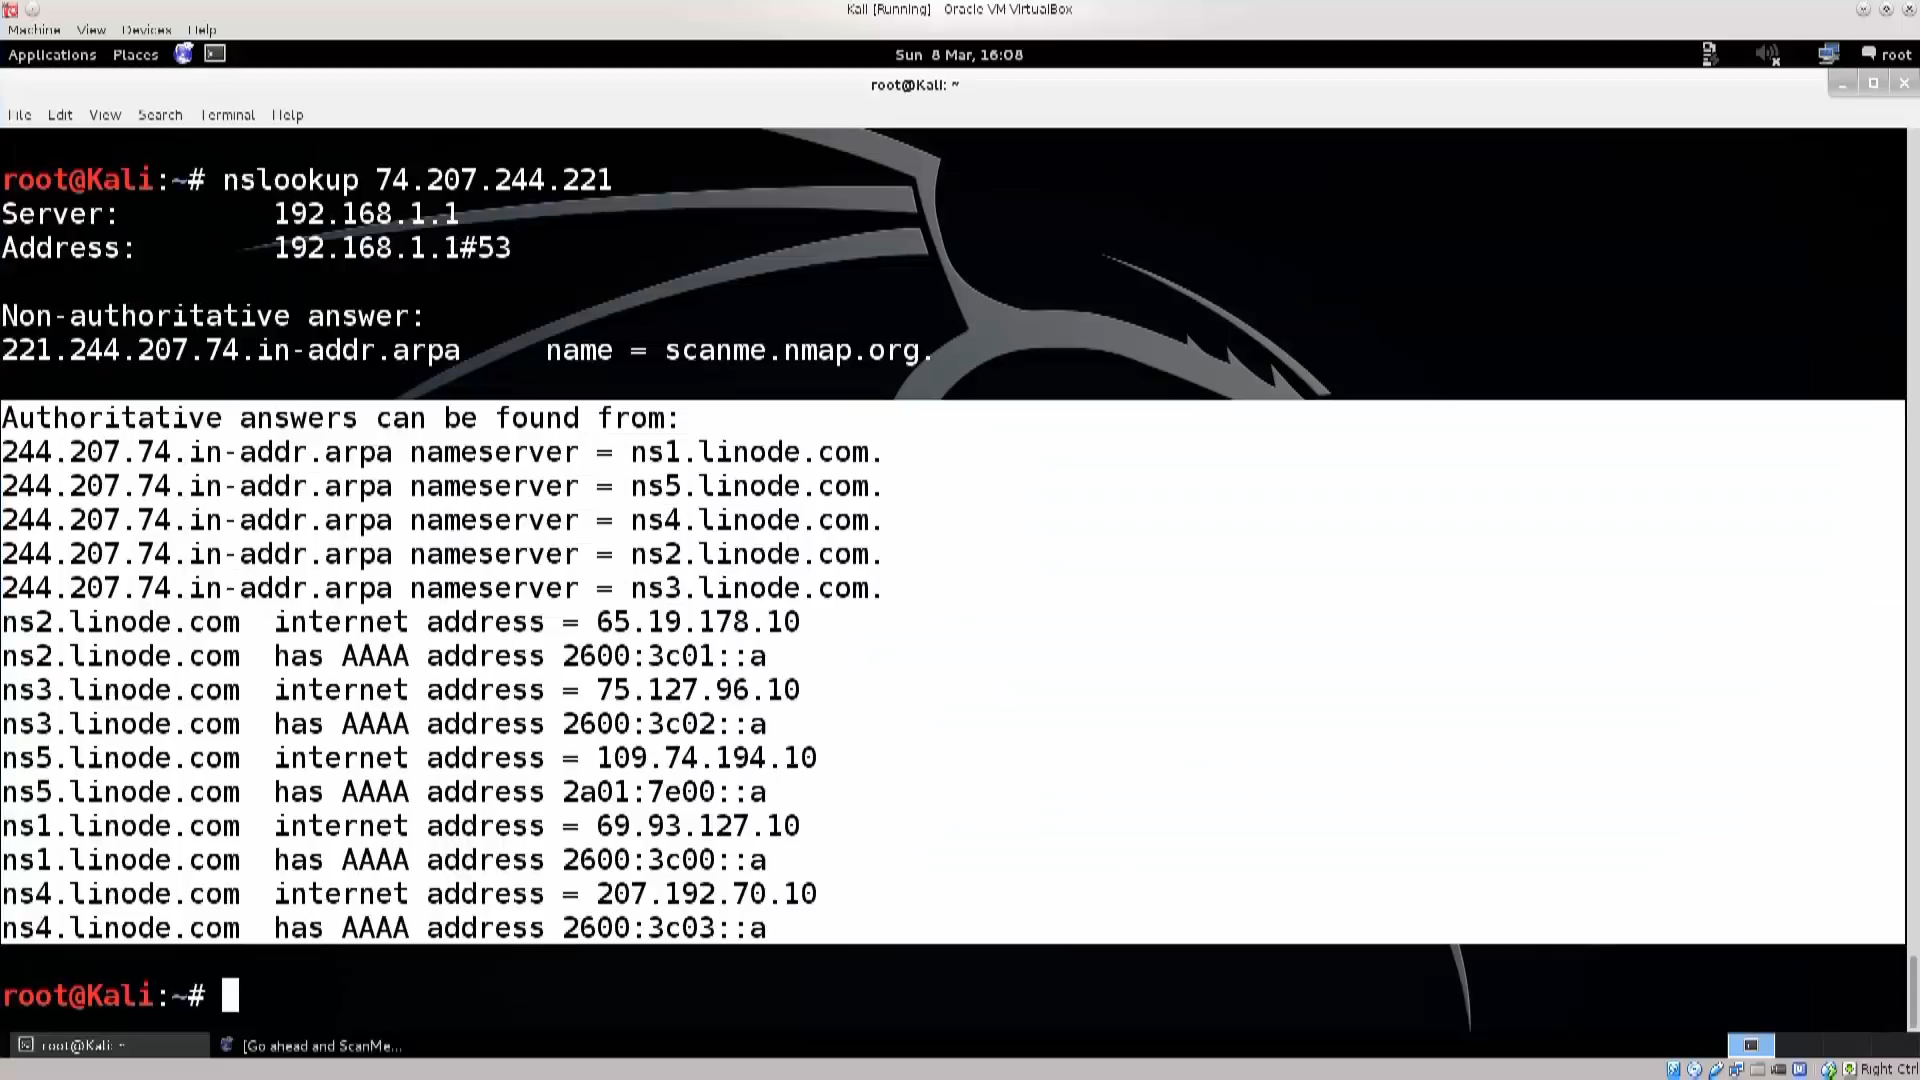 Kali [Running] Oracle VM VirtualBox
Machine View Devices Help
Applications Places
Sun 8 Mar, 16:08
root
root@Kali: ~
File Edit View Search Terminal Help
root@Kali:~# nslookup 74.207.244.221
Server: 192.168.1.1
Address: 192.168.1.1#53
Non-authoritative answer:
221.244.207.74.in-addr.arpa name = scanme.nmap.org.
Authoritative answers can be found from:
244.207.74.in-addr.arpa nameserver = ns1.linode.com.
244.207.74.in-addr.arpa nameserver = ns5.linode.com.
244.207.74.in-addr.arpa nameserver = ns4.linode.com.
244.207.74.in-addr.arpa nameserver = ns2.linode.com.
244.207.74.in-addr.arpa nameserver = ns3.linode.com.
ns2.linode.com internet address = 65.19.178.10
ns2.linode.com has AAAA address 2600:3c01::a
ns3.linode.com internet address = 75.127.96.10
ns3.linode.com has AAAA address 2600:3c02::a
ns5.linode.com internet address = 109.74.194.10
ns5.linode.com has AAAA address 2a01:7e00::a
ns1.linode.com internet address = 69.93.127.10
ns1.linode.com has AAAA address 2600:3c00::a
ns4.linode.com internet address = 207.192.70.10
ns4.linode.com has AAAA address 2600:3c03::a
root@Kali:~#
root@Kali: ~
[Go ahead and ScanMe...
Right Ctrl